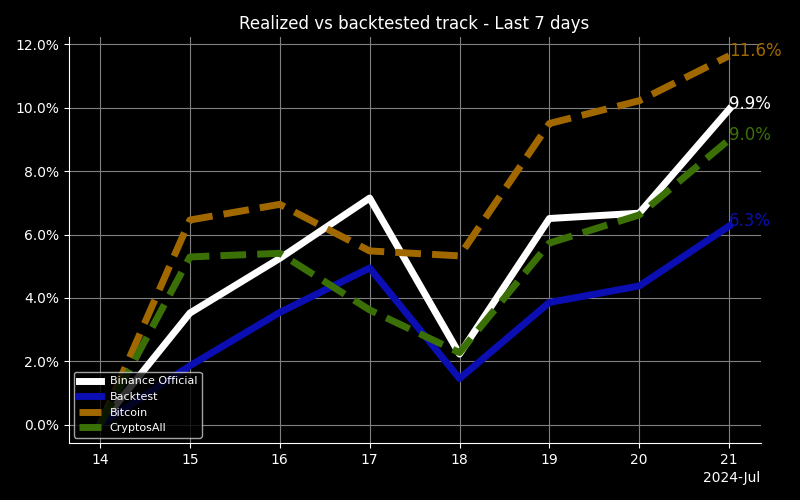 Realized vs backtested track - Last 7 days
12.0%
10.0%
8.0%
6.0%
4.0%
2.0%
0.0%
11.6%
9.9%
9.0%
6.3%
Binance Official
Backtest
Bitcoin
CryptosAll
14 15 16 17 18 19 20 21
2024-Jul